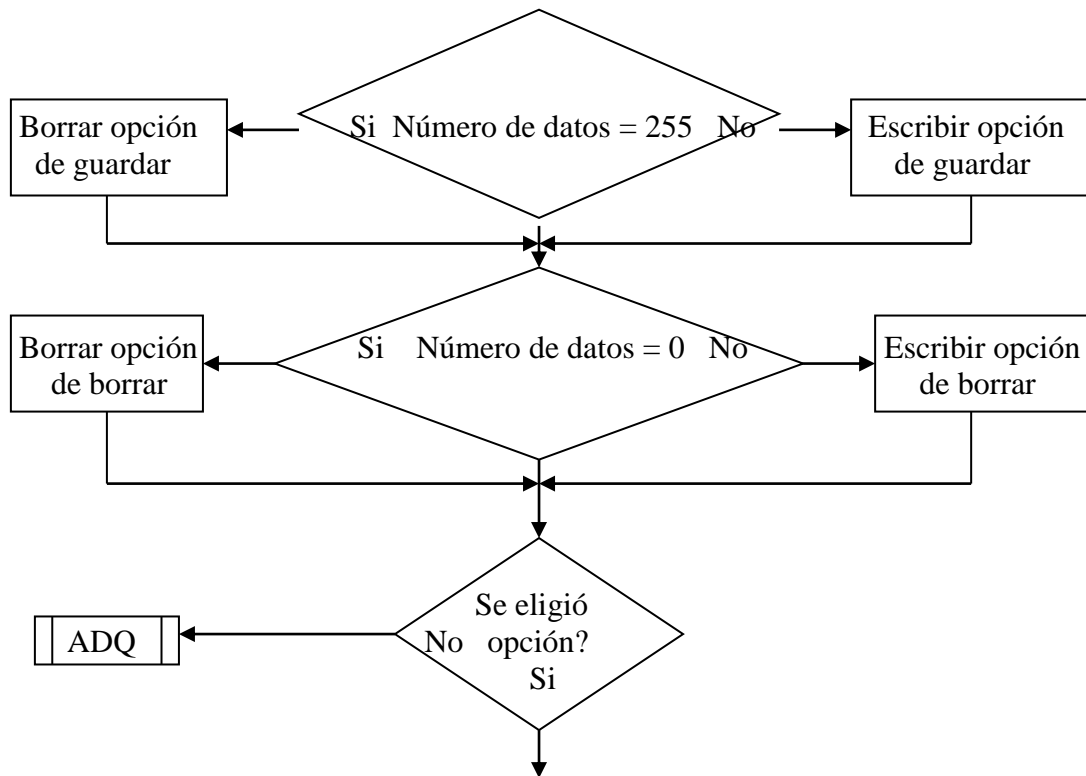 Borrar opción
de guardar
Si Número de datos = 255 No
Escribir opción
de guardar
Borrar opción
de borrar
Si Número de datos = 0 No
Escribir opción
de borrar
Se eligió
No opción?
Si
ADQ